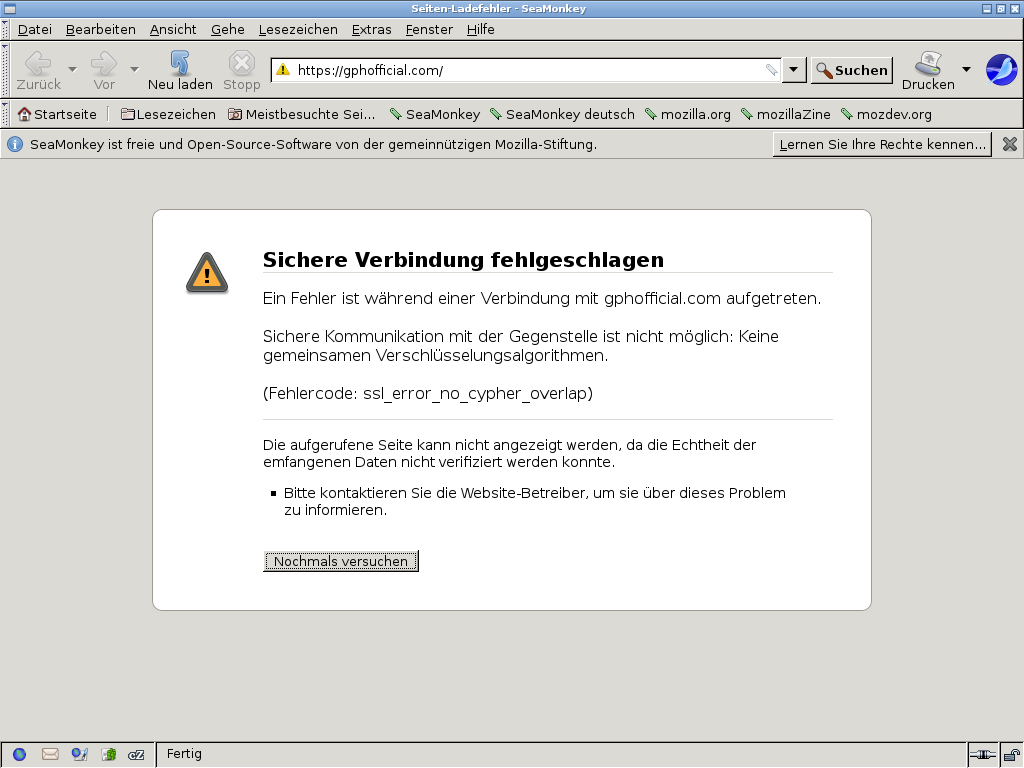 Seiten-Ladefehler - SeaMonkey
Datei Bearbeiten Ansicht Gehe Lesezeichen Extras Fenster Hilfe
https://gphofficial.com/
Suchen
Zurück Vor Neu laden Stopp Drucken
Startseite Lesezeichen Meistbesuchte Sei... SeaMonkey SeaMonkey deutsch mozilla.org mozillaZine mozdev.org
SeaMonkey ist freie und Open-Source-Software von der gemeinnützigen Mozilla-Stiftung. Lernen Sie Ihre Rechte kennen...
Sichere Verbindung fehlgeschlagen
Ein Fehler ist während einer Verbindung mit gphofficial.com aufgetreten.
Sichere Kommunikation mit der Gegenstelle ist nicht möglich: Keine
gemeinsamen Verschlüsselungsalgorithmen.
(Fehlercode: ssl_error_no_cypher_overlap)
Die aufgerufene Seite kann nicht angezeigt werden, da die Echtheit der
emfangenen Daten nicht verifiziert werden konnte.
Bitte kontaktieren Sie die Website-Betreiber, um sie über dieses Problem
zu informieren.
Nochmals versuchen
cZ Fertig